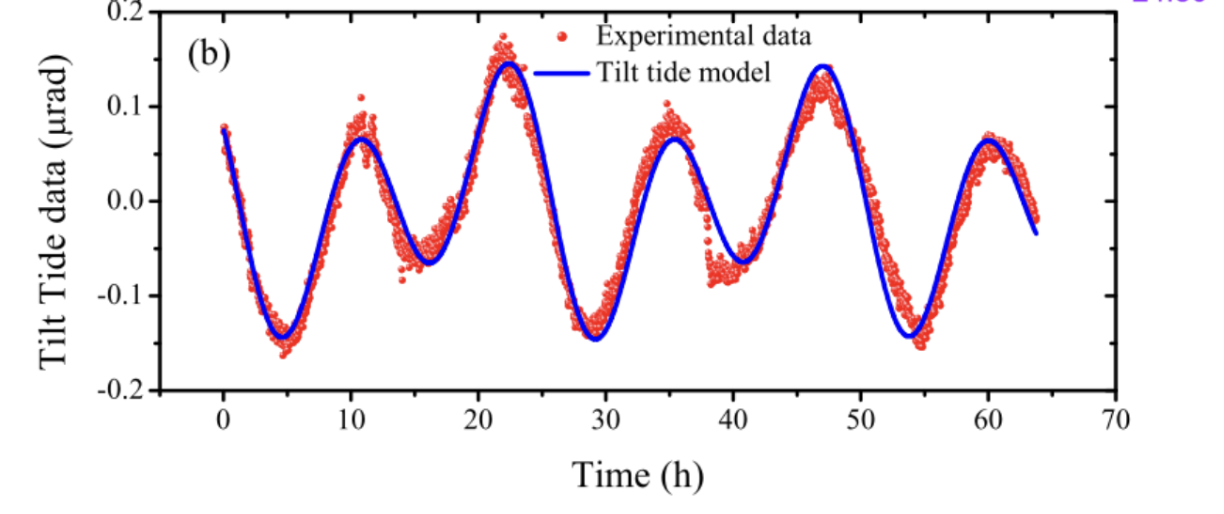 0.2
(b)
Experimental data
Tilt tide model
0.1
0.0
-0.1
-0.2
Tilt Tide data (μrad)
0 10 20 30 40 50 60 70
Time (h)